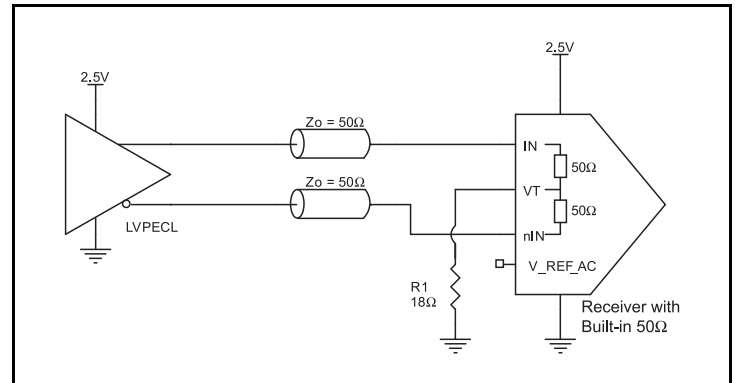 2.5V
2.5V
Zo = 50Ω
IN
50Ω
Zo = 50Ω
VT
50Ω
LVPECL
nIN
V_REF_AC
R1
18Ω
Receiver with
Built-in 50Ω